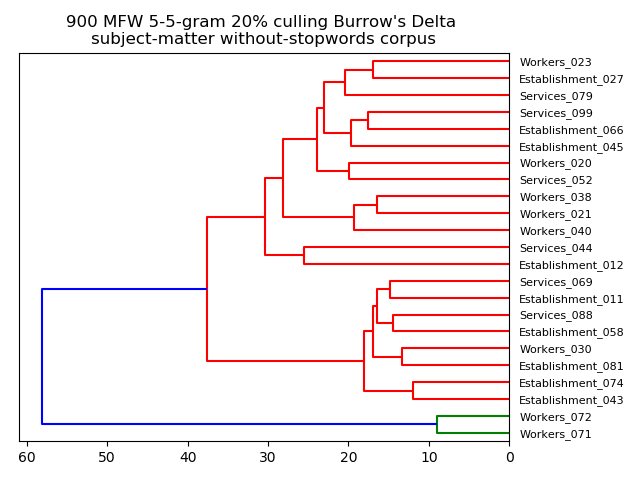 900 MFW 5-5-gram 20% culling Burrow's Delta
subject-matter without-stopwords corpus
Workers_023
Establishment_027
Services_079
Services_099
Establishment_066
Establishment_045
Workers_020
Services_052
Workers_038
Workers_021
Workers_040
Services_044
Establishment_012
Services_069
Establishment_011
Services_088
Establishment_058
Workers_030
Establishment_081
Establishment_074
Establishment_043
Workers_072
Workers_071
60 50 40 30 20 10 0